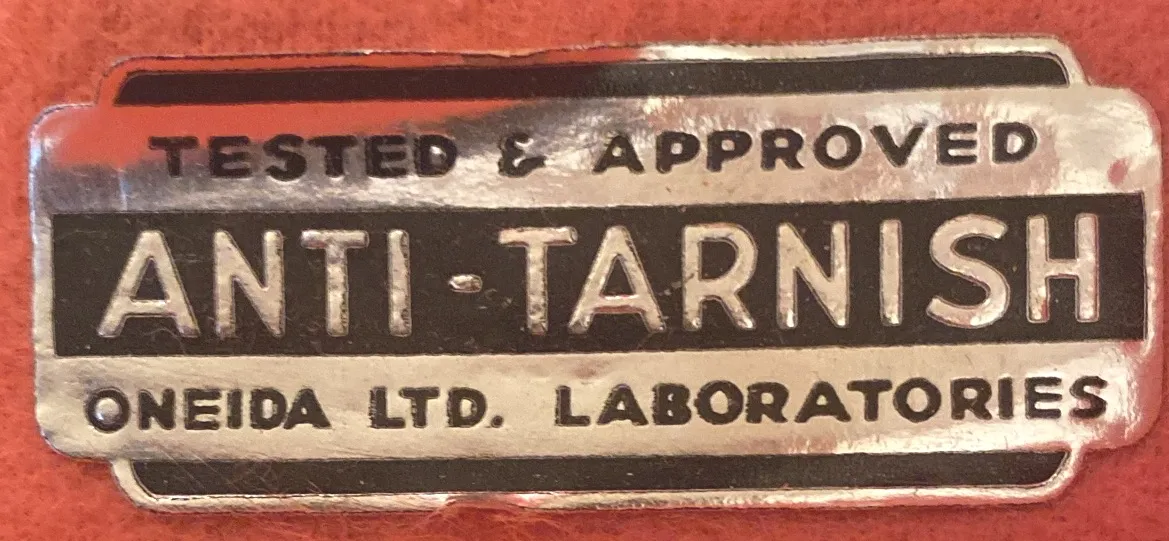 TESTED & APPROVED
ANTI-TARNISH
ONEIDA LTD. LABORATORIES